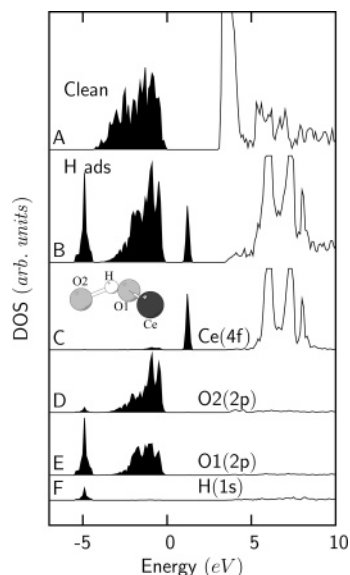 Clean
A
H ads
B
O2
H
O1
Ce
C
Ce(4f)
D
O2(2p)
E
O1(2p)
F
H(1s)
DOS (arb. units)
-5 0 5 10
Energy (eV)